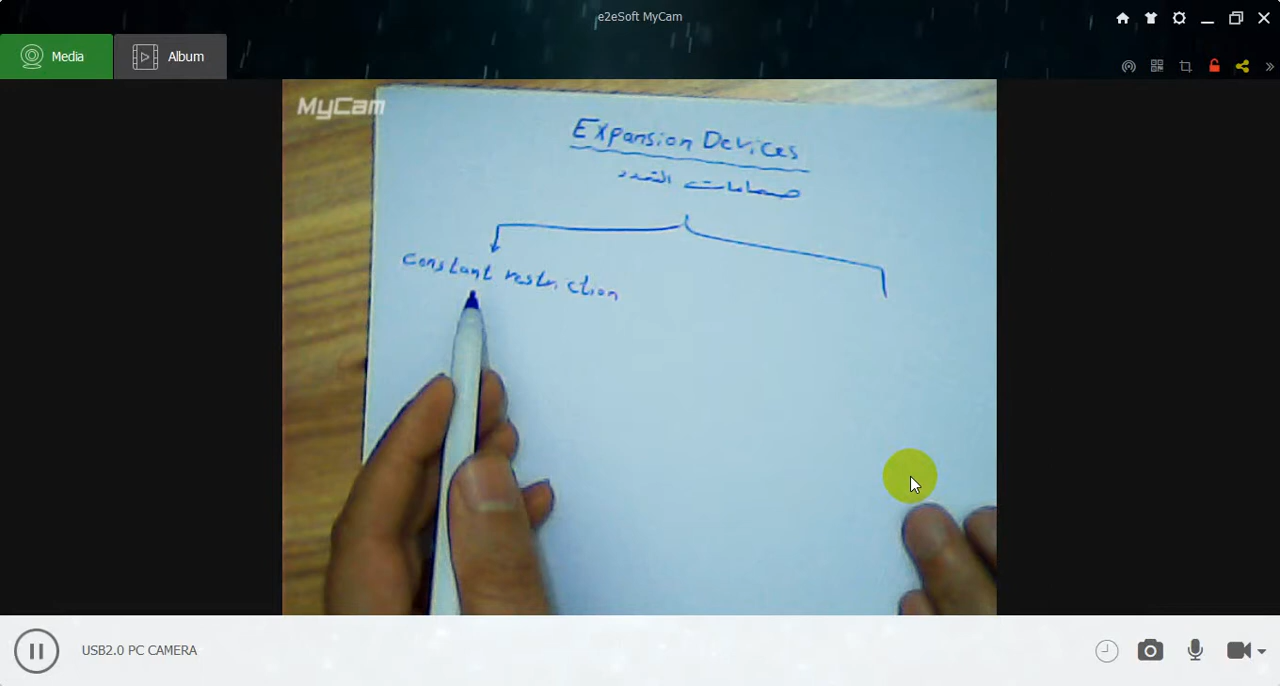 e2eSoft MyCam
Media
Album
MyCam
Expansion Devices
صمامات التمدد
constant restriction
USB2.0 PC CAMERA